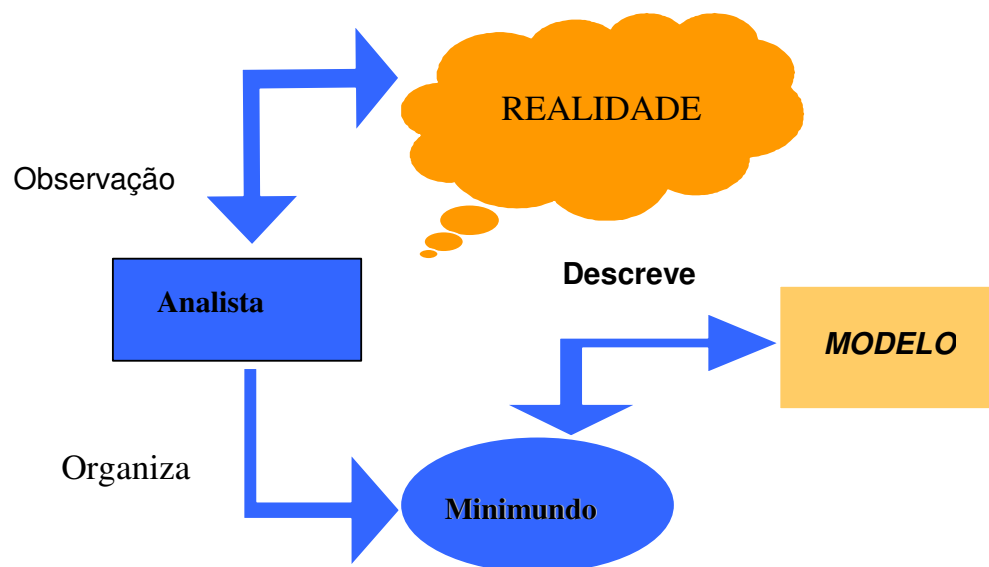 REALIDADE
Observação
Analista
Descreve
MODELO
Organiza
Minimundo